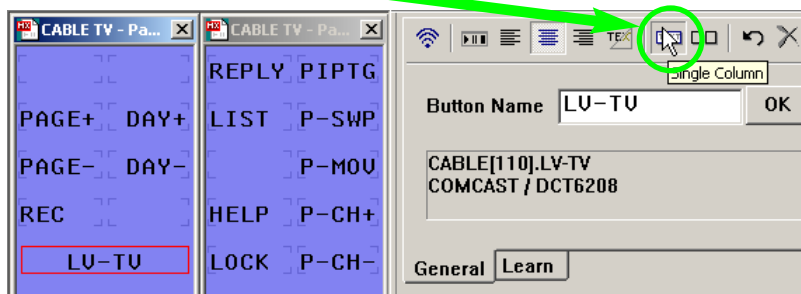 CABLE TV - Pa...
PAGE+ DAY+
PAGE- DAY-
REC
LV-TV
CABLE TV - Pa...
REPLY PIPTG
LIST P-SWP
P-MOV
HELP P-CH+
LOCK P-CH-
TEX
Single Column
Button Name LV-TV OK
CABLE[110].LV-TV
COMCAST / DCT6208
General Learn